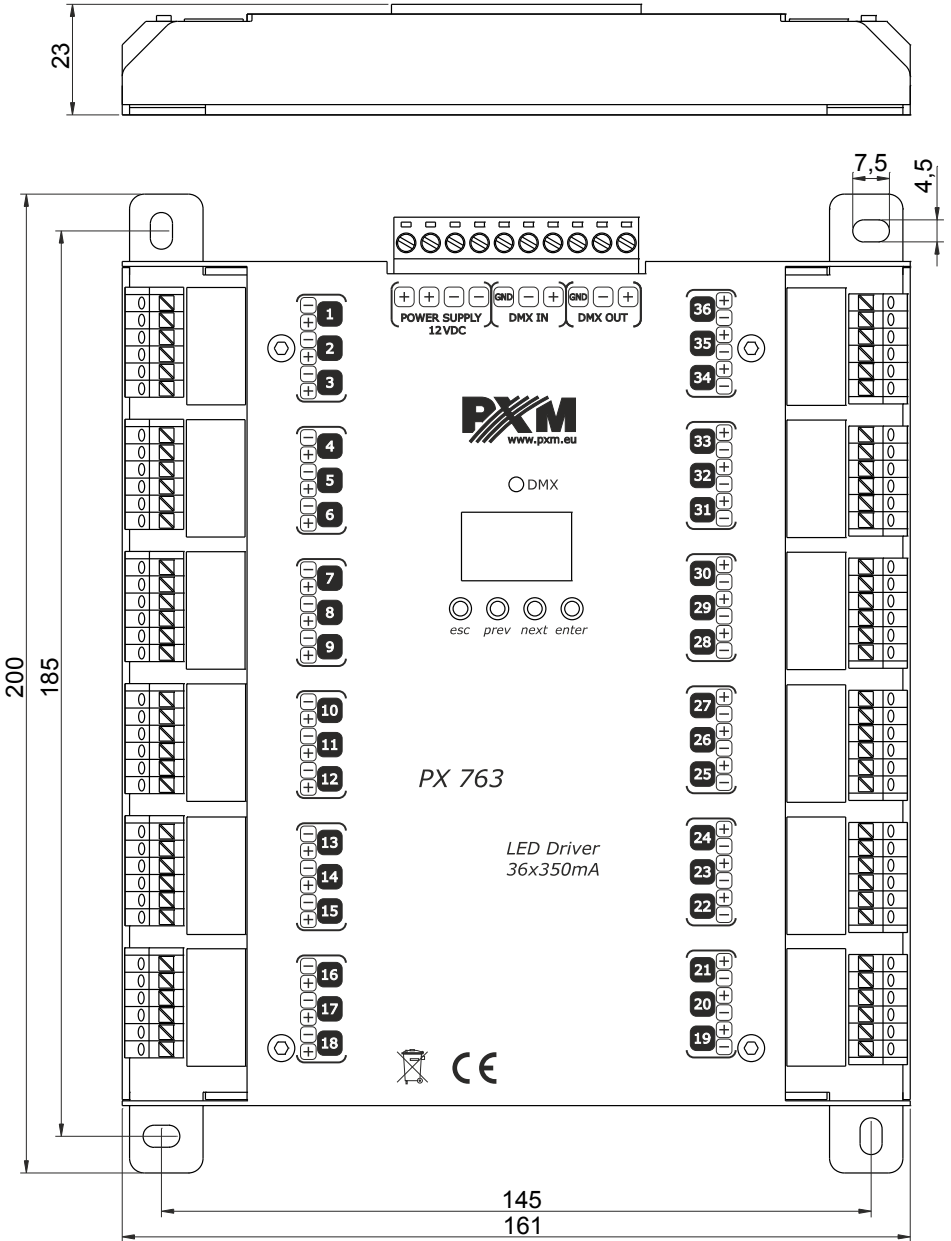 23
7,5
4,5
+ + − − GND − + GND − +
POWER SUPPLY
12VDC
DMX IN
DMX OUT
− + 1
− + 2
− + 3
− + 4
− + 5
− + 6
− + 7
− + 8
− + 9
− + 10
− + 11
− + 12
− + 13
− + 14
− + 15
− + 16
− + 17
− + 18
36 + −
35 + −
34 + −
33 + −
32 + −
31 + −
30 + −
29 + −
28 + −
27 + −
26 + −
25 + −
24 + −
23 + −
22 + −
21 + −
20 + −
19 + −
PXM
www.pxm.eu
DMX
esc prev next enter
PX 763
LED Driver
36x350mA
CE
200
185
145
161